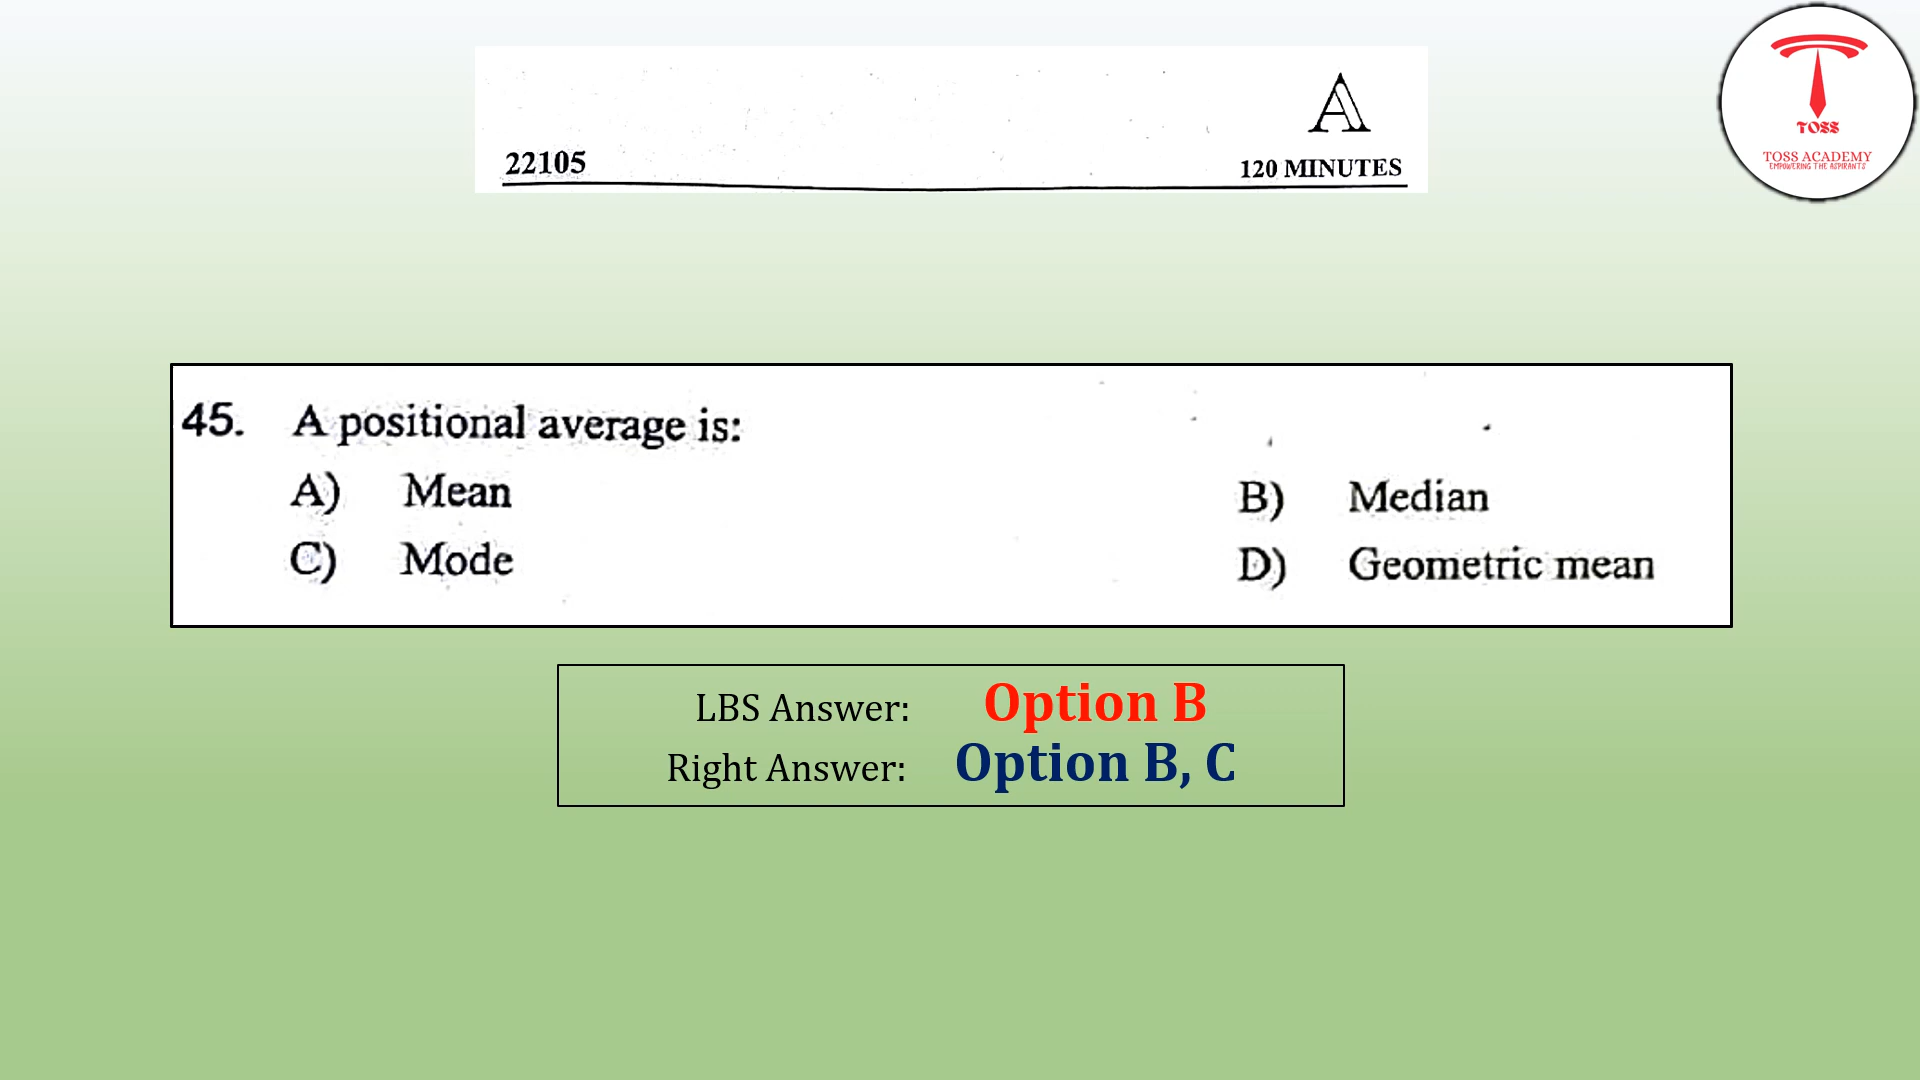 A
22105
120 MINUTES
TOSS
TOSS ACADEMY
EMPOWERING THE ASPIRANTS
45. A positional average is:
A) Mean
B) Median
C) Mode
D) Geometric mean
LBS Answer: Option B
Right Answer: Option B, C